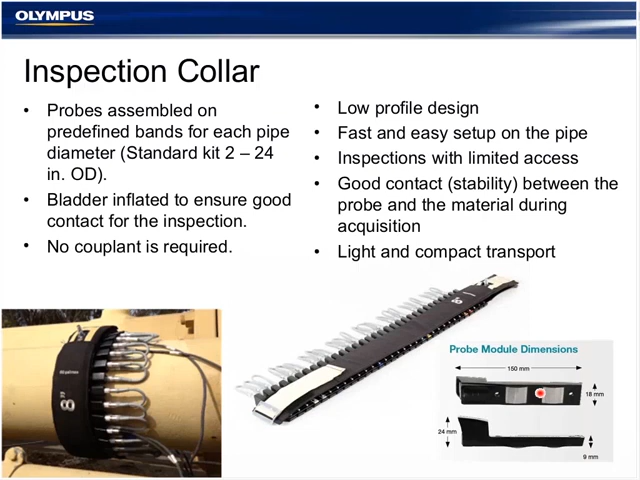 OLYMPUS
Inspection Collar
• Probes assembled on
predefined bands for each pipe
diameter (Standard kit 2 – 24
in. OD).
• Bladder inflated to ensure good
contact for the inspection.
• No couplant is required.
• Low profile design
• Fast and easy setup on the pipe
• Inspections with limited access
• Good contact (stability) between the
probe and the material during
acquisition
• Light and compact transport
8
8
Probe Module Dimensions
150 mm
18 mm
24 mm
9 mm